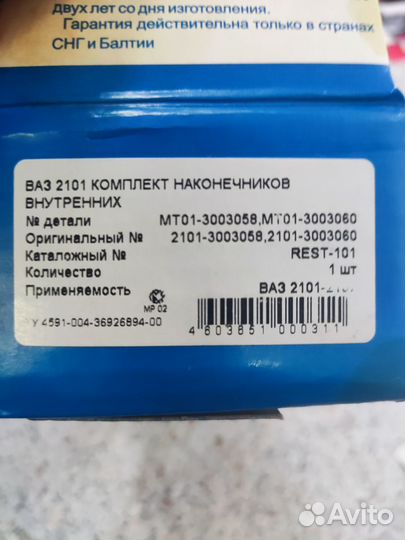 двух лет со дня изготовления.
Гарантия действительна только в странах
СНГ и Балтии
ВАЗ 2101 КОМПЛЕКТ НАКОНЕЧНИКОВ
ВНУТРЕННИХ
№ детали МТ01-3003058,МТ01-3003060
Оригинальный № 2101-3003058,2101-3003060
Каталожный № REST-101
Количество 1 шт
Применяемость ВАЗ 2101-2107
МР 02
ТУ 4591-004-36926894-00
4 603851 000311
Avito